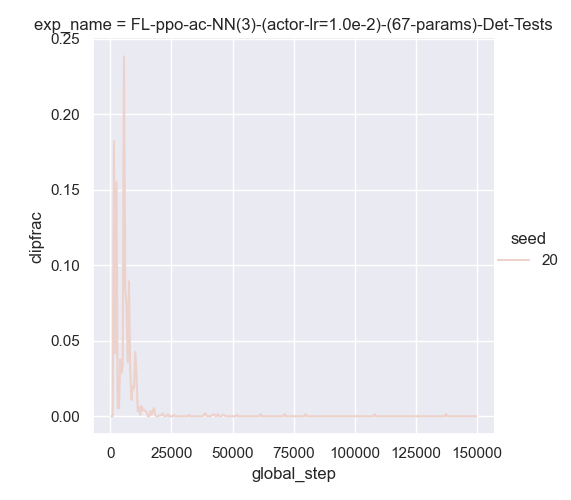 exp_name = FL-ppo-ac-NN(3)-(actor-lr=1.0e-2)-(67-params)-Det-Tests
0.25
0.20
0.15
0.10
0.05
0.00
clipfrac
0 25000 50000 75000 100000 125000 150000
global_step
seed
20